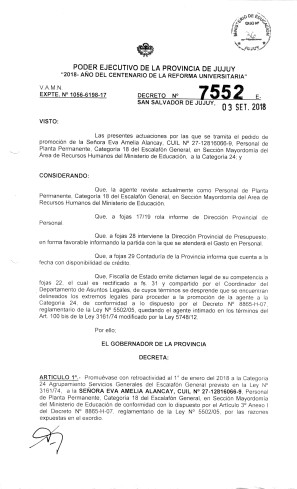 PODER EJECUTIVO DE LA PROVINCIA DE JUJUY
"2018- AÑO DEL CENTENARIO DE LA REFORMA UNIVERSITARIA"
V.A.M.N.
EXPTE. Nº 1056-6198-17
DECRETO Nº 7552 E.-
SAN SALVADOR DE JUJUY, 03 SET. 2018
VISTO:
Las presentes actuaciones por las que se tramita el pedido de
promoción de la Señora Eva Amelia Alancay, CUIL Nº 27-12816066-9, Personal de
Planta Permanente, Categoría 18 del Escalafón General, en Sección Mayordomía del
Área de Recursos Humanos del Ministerio de Educación, a la Categoría 24, y
CONSIDERANDO:
Que, la agente reviste actualmente como Personal de Planta
Permanente, Categoría 18 del Escalafón General, en Sección Mayordomía del Área de
Recursos Humanos del Ministerio de Educación.
Que, a fojas 17/19 rola informe de Dirección Provincial de
Personal.
Que, a fojas 28 interviene la Dirección Provincial de Presupuesto,
en forma favorable informando la partida con la que se atenderá el Gasto en Personal.
Que, a fojas 29 Contaduría de la Provincia informa que cuenta a la
fecha con disponibilidad de crédito.
Que, Fiscalía de Estado emite dictamen legal de su competencia a
fojas 22, el cual es rectificado a fs. 31 y compartido por el Coordinador del
Departamento de Asuntos Legales, de cuyos términos se desprende que se encuentran
delineados los extremos legales para proceder a la promoción de la agente a la
Categoría 24, de conformidad a lo dispuesto por el Decreto Nº 8865-H-07,
reglamentario de la Ley Nº 5502/05, quedando el agente intimado en los términos del
Art. 100 bis de la Ley 3161/74 modificado por la Ley 5748/12.
Por ello;
EL GOBERNADOR DE LA PROVINCIA
DECRETA:
ARTICULO 1º.- Promuévase con retroactividad al 1° de enero del 2018 a la Categoría
24 Agrupamiento Servicios Generales del Escalafón General previsto en la Ley Nº
3161/74, a la SEÑORA EVA AMELIA ALANCAY, CUIL Nº 27-12816066-9, Personal
de Planta Permanente, Categoría 18 del Escalafón General, en Sección Mayordomía
del Ministerio de Educación de conformidad con lo dispuesto por el Artículo 3º Anexo I
del Decreto Nº 8865-H-07, reglamentario de la Ley Nº 5502/05, por las razones
expuestas en el exordio.